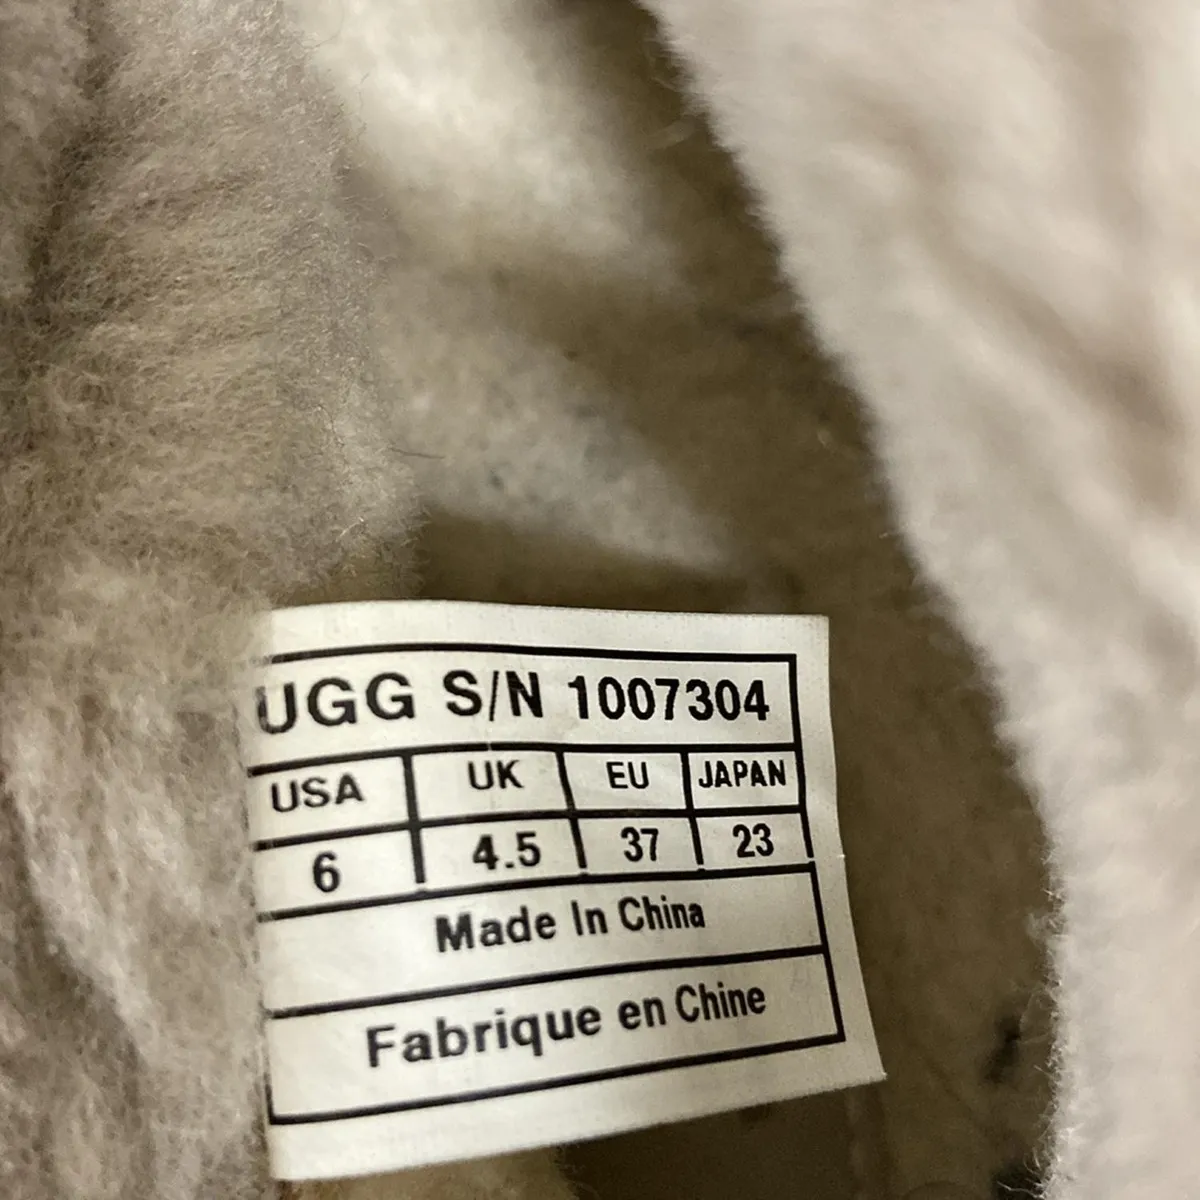 UGG S/N 1007304
USA UK EU JAPAN
6 4.5 37 23
Made In China
Fabrique en Chine